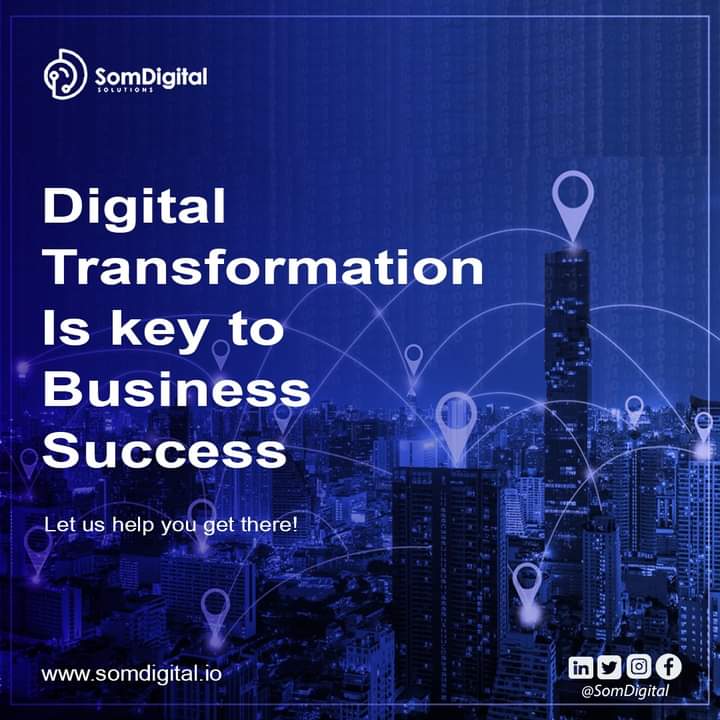 SomDigital
SOLUTIONS
Digital
Transformation
Is key to
Business
Success
Let us help you get there!
www.somdigital.io
@SomDigital